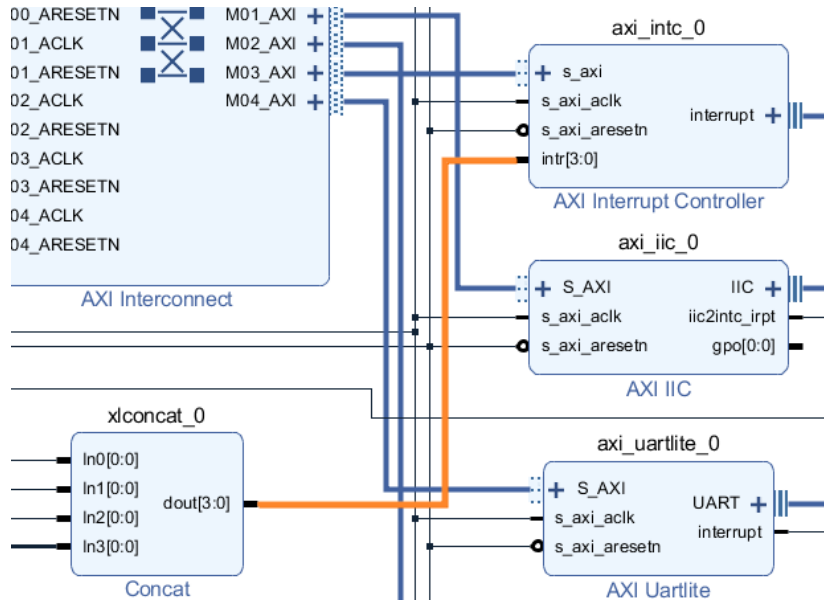 00_ARESETN
01_ACLK
01_ARESETN
02_ACLK
02_ARESETN
03_ACLK
03_ARESETN
04_ACLK
04_ARESETN
M01_AXI
M02_AXI
M03_AXI
M04_AXI
AXI Interconnect
axi_intc_0
s_axi
s_axi_aclk
s_axi_aresetn
intr[3:0]
interrupt
AXI Interrupt Controller
axi_iic_0
S_AXI
s_axi_aclk
s_axi_aresetn
IIC
iic2intc_irpt
gpo[0:0]
AXI IIC
xlconcat_0
In0[0:0]
In1[0:0]
In2[0:0]
In3[0:0]
dout[3:0]
Concat
axi_uartlite_0
S_AXI
s_axi_aclk
s_axi_aresetn
UART
interrupt
AXI Uartlite